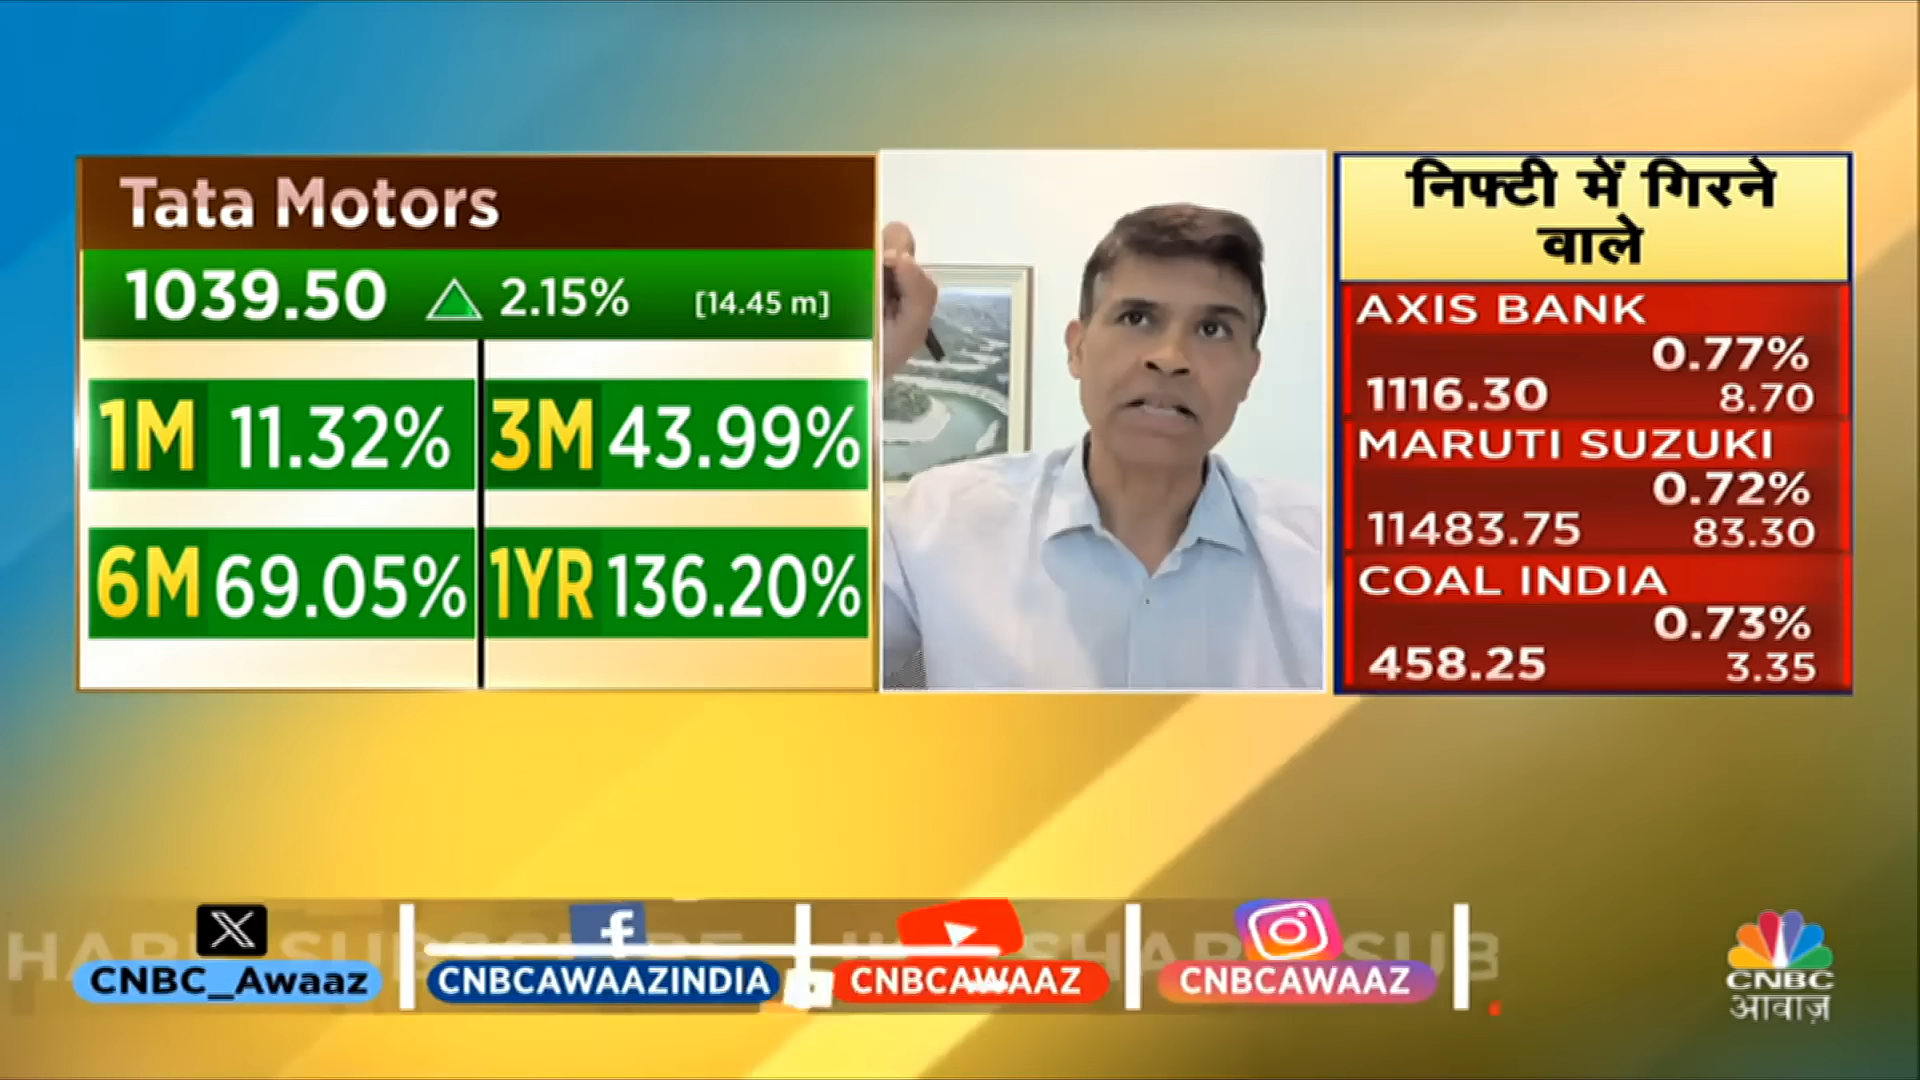 Tata Motors
1039.50 2.15% [14.45 m]
1M 11.32% 3M 43.99%
6M 69.05% 1YR 136.20%
निफ्टी में गिरने
वाले
AXIS BANK
0.77%
1116.30 8.70
MARUTI SUZUKI
0.72%
11483.75 83.30
COAL INDIA
0.73%
458.25 3.35
CNBC_Awaaz
CNBCAWAAZINDIA
CNBCAWAAZ
CNBCAWAAZ
CNBC
आवाज़